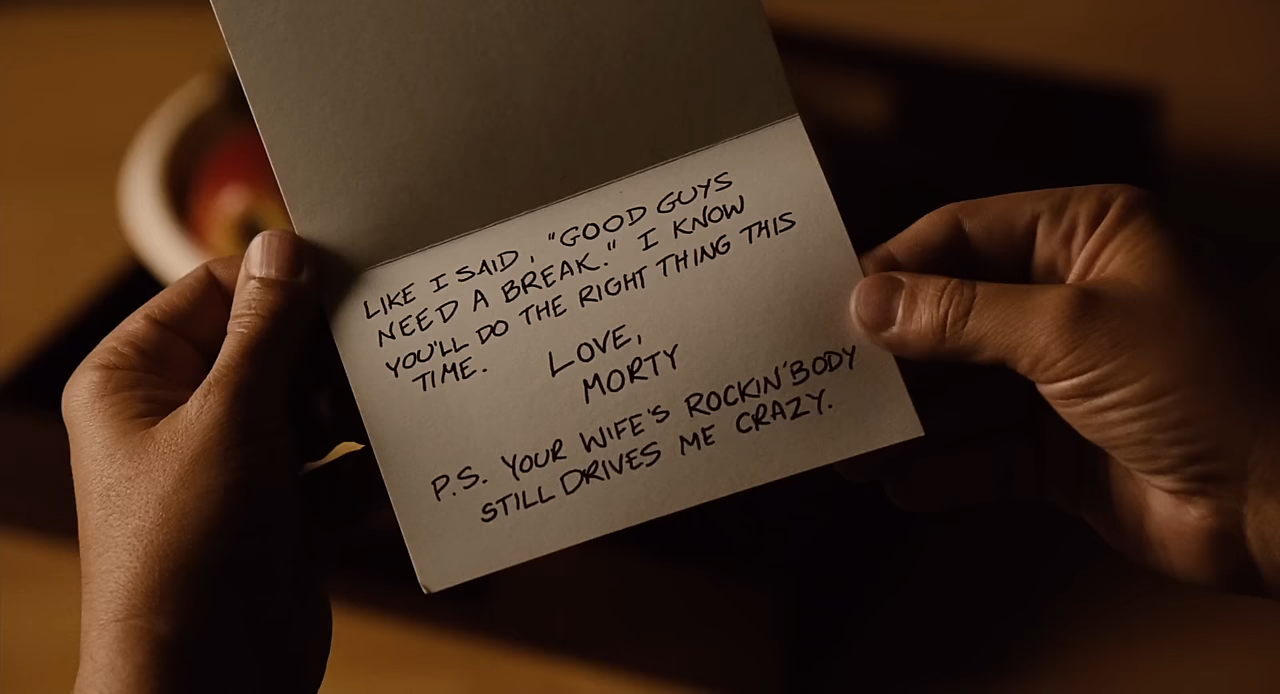 LIKE I SAID, "GOOD GUYS
NEED A BREAK." I KNOW
YOU'LL DO THE RIGHT THING THIS
TIME.
LOVE,
MORTY
P.S. YOUR WIFE'S ROCKIN' BODY
STILL DRIVES ME CRAZY.